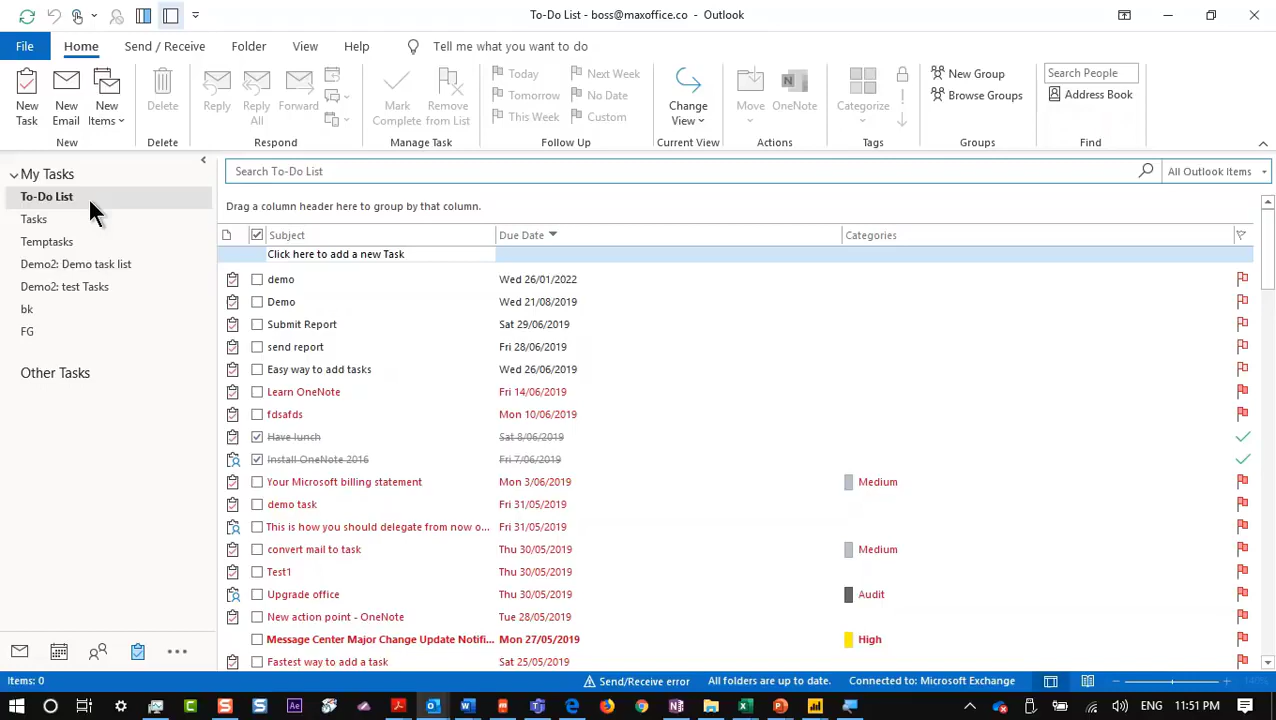 To-Do List - boss@maxoffice.co - Outlook
File Home Send / Receive Folder View Help Tell me what you want to do
New Task
New Email
New Items
Delete
Reply
Reply All
Forward
Mark Complete
Remove from List
Today
Tomorrow
This Week
Next Week
No Date
Custom
Change View
Move
OneNote
Categorize
New Group
Browse Groups
Search People
Address Book
New Delete Respond Manage Task Follow Up Current View Actions Tags Groups Find
My Tasks
To-Do List
Tasks
Temptasks
Demo2: Demo task list
Demo2: test Tasks
bk
FG
Other Tasks
Search To-Do List All Outlook Items
Drag a column header here to group by that column.
Subject Due Date Categories
Click here to add a new Task
demo Wed 26/01/2022
Demo Wed 21/08/2019
Submit Report Sat 29/06/2019
send report Fri 28/06/2019
Easy way to add tasks Wed 26/06/2019
Learn OneNote Fri 14/06/2019
fdsafds Mon 10/06/2019
Have lunch Sat 8/06/2019
Install OneNote 2016 Fri 7/06/2019
Your Microsoft billing statement Mon 3/06/2019 Medium
demo task Fri 31/05/2019
This is how you should delegate from now o... Fri 31/05/2019
convert mail to task Thu 30/05/2019 Medium
Test1 Thu 30/05/2019
Upgrade office Thu 30/05/2019 Audit
New action point - OneNote Tue 28/05/2019
Message Center Major Change Update Notifi... Mon 27/05/2019 High
Fastest way to add a task Sat 25/05/2019
Items: 0 Send/Receive error All folders are up to date. Connected to: Microsoft Exchange
ENG 11:51 PM